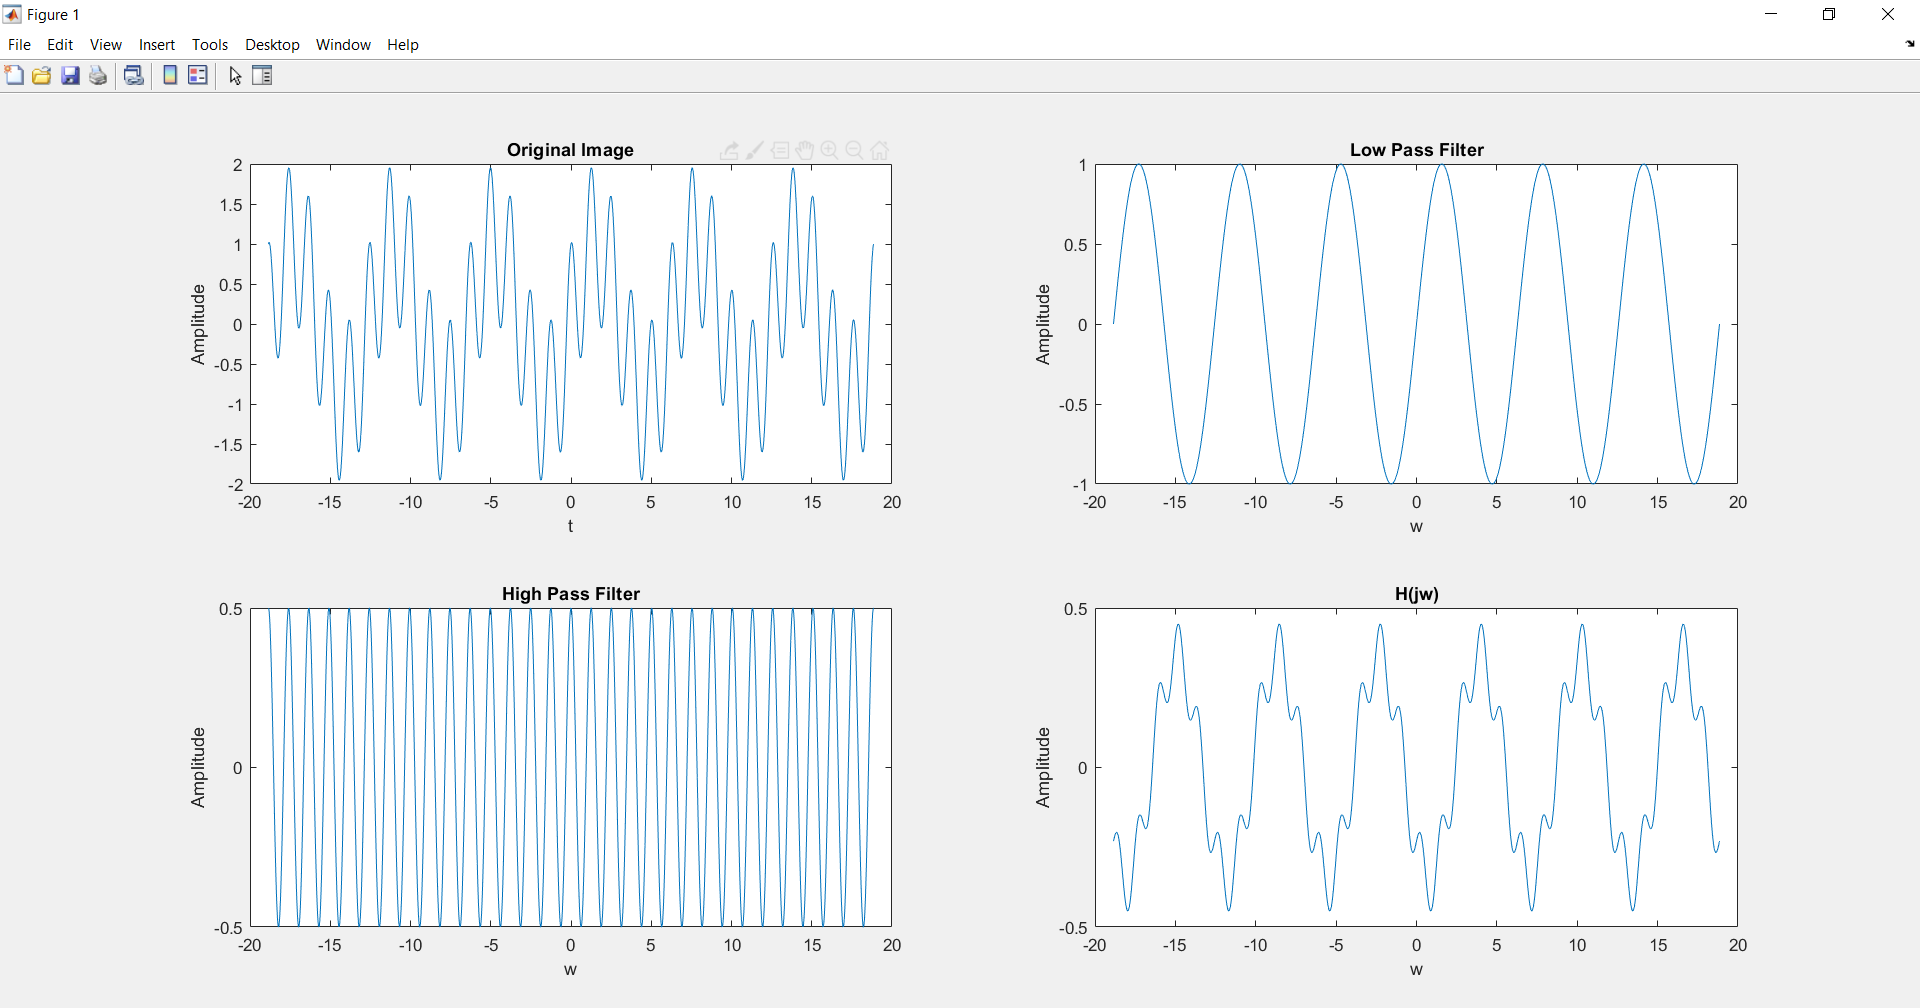 Figure 1
File Edit View Insert Tools Desktop Window Help
Original Image
2
1.5
1
0.5
0
-0.5
-1
-1.5
-2
Amplitude
-20 -15 -10 -5 0 5 10 15 20
t
Low Pass Filter
1
0.5
0
-0.5
-1
Amplitude
-20 -15 -10 -5 0 5 10 15 20
w
High Pass Filter
0.5
0
-0.5
Amplitude
-20 -15 -10 -5 0 5 10 15 20
w
H(jw)
0.5
0
-0.5
Amplitude
-20 -15 -10 -5 0 5 10 15 20
w